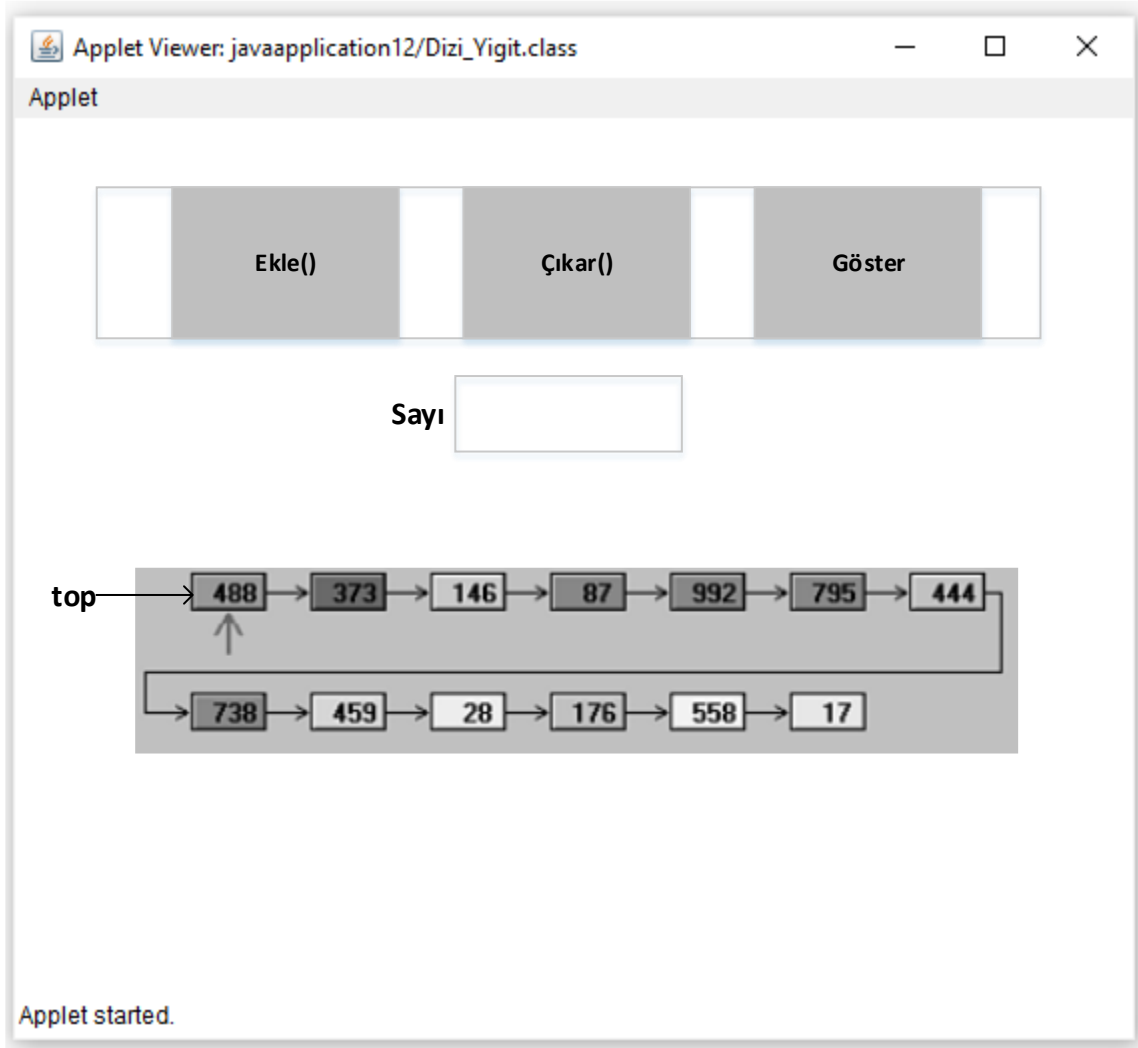 Applet Viewer: javaapplication12/Dizi_Yigit.class
Applet
Ekle() Çıkar() Göster
Sayı
top 488 373 146 87 992 795 444
738 459 28 176 558 17
Applet started.